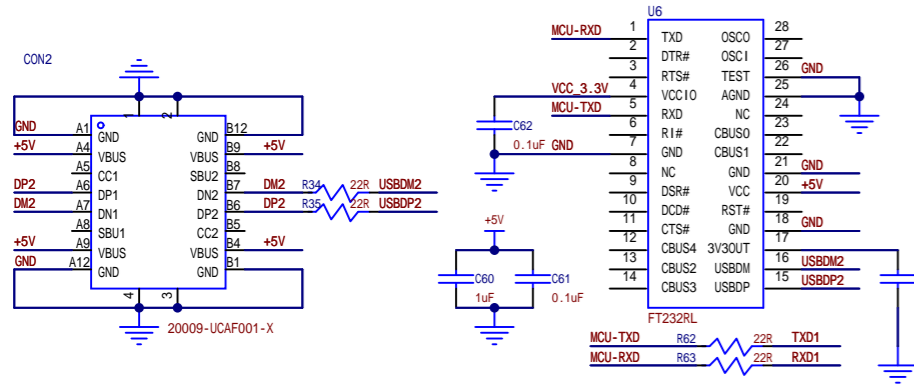 CON2
1 2
GND A1 GND GND B12
+5V A4 VBUS VBUS B9 +5V
A5 CC1 SBU2 B8
DP2 A6 DP1 DN2 B7 DM2 R34 22R USBDM2
DM2 A7 DN1 DP2 B6 DP2 R35 22R USBDP2
A8 SBU1 CC2 B5
+5V A9 VBUS VBUS B4 +5V
GND A12 GND GND B1
4 3
20009-UCAF001-X
U6
MCU-RXD 1 TXD OSCO 28
2 DTR# OSCI 27
3 RTS# TEST 26 GND
VCC_3.3V 4 VCCIO AGND 25
MCU-TXD 5 RXD NC 24
C62 6 RI# CBUS0 23
0.1uF GND 7 GND CBUS1 22
8 NC GND 21 GND
9 DSR# VCC 20 +5V
10 DCD# RST# 19
11 CTS# GND 18 GND
12 CBUS4 3V3OUT 17
13 CBUS2 USBDM 16 USBDM2
14 CBUS3 USBDP 15 USBDP2
FT232RL
+5V
C60 C61
1uF 0.1uF
MCU-TXD R62 22R TXD1
MCU-RXD R63 22R RXD1